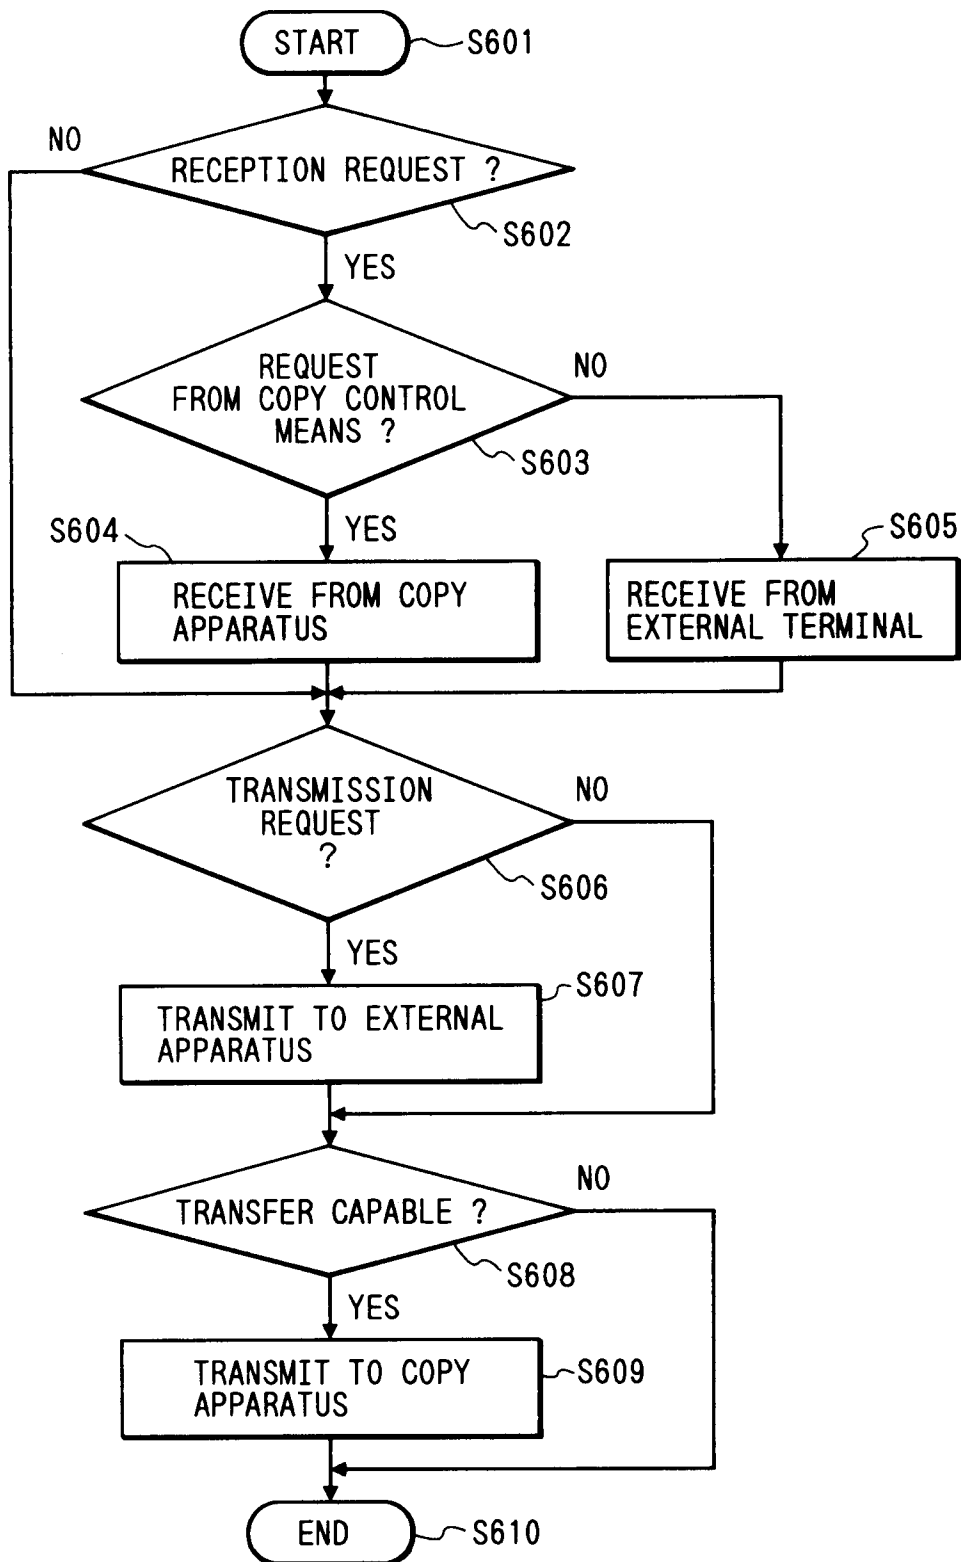 START
S601
NO
RECEPTION REQUEST ?
S602
YES
REQUEST
FROM COPY CONTROL
MEANS ?
NO
S603
S604
YES
S605
RECEIVE FROM COPY
APPARATUS
RECEIVE FROM
EXTERNAL TERMINAL
TRANSMISSION
REQUEST
?
NO
S606
YES
S607
TRANSMIT TO EXTERNAL
APPARATUS
NO
TRANSFER CAPABLE ?
S608
YES
TRANSMIT TO COPY
APPARATUS
S609
END
S610